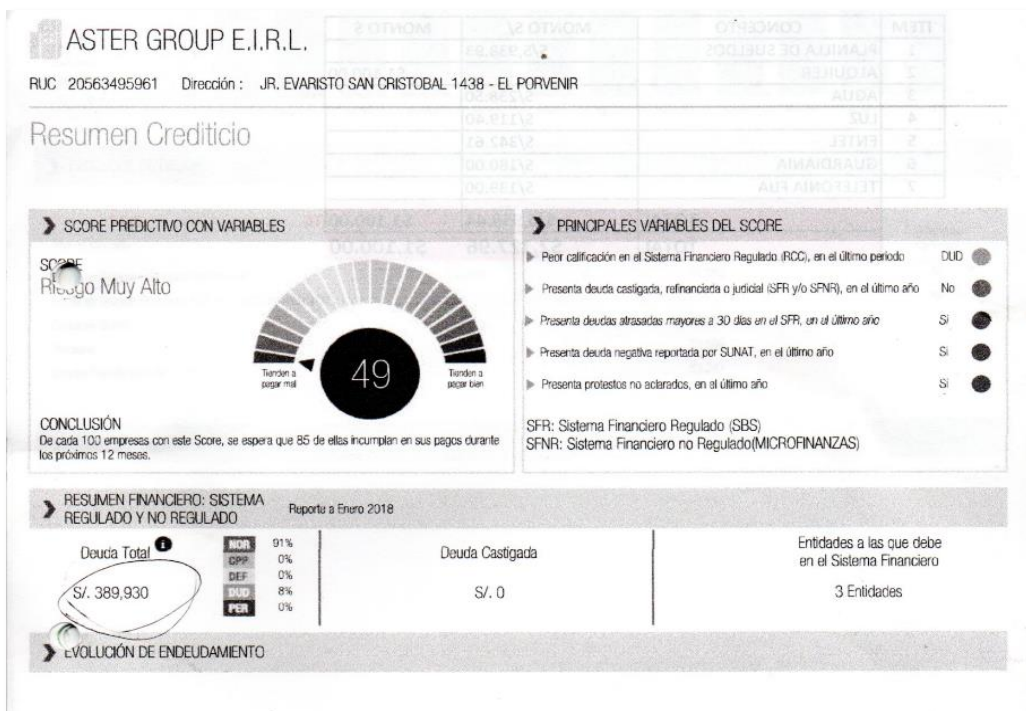 ASTER GROUP E.I.R.L.
RUC 20563495961 Dirección : JR. EVARISTO SAN CRISTOBAL 1438 - EL PORVENIR
Resumen Crediticio
SCORE PREDICTIVO CON VARIABLES
SCORE
Riesgo Muy Alto
Tienden a
pagar mal
49
Tienden a
pagar bien
CONCLUSIÓN
De cada 100 empresas con este Score, se espera que 85 de ellas incumplan en sus pagos durante
los próximos 12 meses.
PRINCIPALES VARIABLES DEL SCORE
Peor calificación en el Sistema Financiero Regulado (RCC), en el último periodo DUD
Presenta deuda castigada, refinanciada o judicial (SFR y/o SFNR), en el último año No
Presenta deudas atrasadas mayores a 30 días en el SFR, en el último año Si
Presenta deuda negativa reportada por SUNAT, en el último año Si
Presenta protestos no aclarados, en el último año Si
SFR: Sistema Financiero Regulado (SBS)
SFNR: Sistema Financiero no Regulado(MICROFINANZAS)
RESUMEN FINANCIERO: SISTEMA
REGULADO Y NO REGULADO
Reporte a Enero 2018
Deuda Total
S/. 389,930
NOR 91%
CPP 0%
DEF 0%
DUD 8%
PER 0%
Deuda Castigada
S/. 0
Entidades a las que debe
en el Sistema Financiero
3 Entidades
EVOLUCIÓN DE ENDEUDAMIENTO